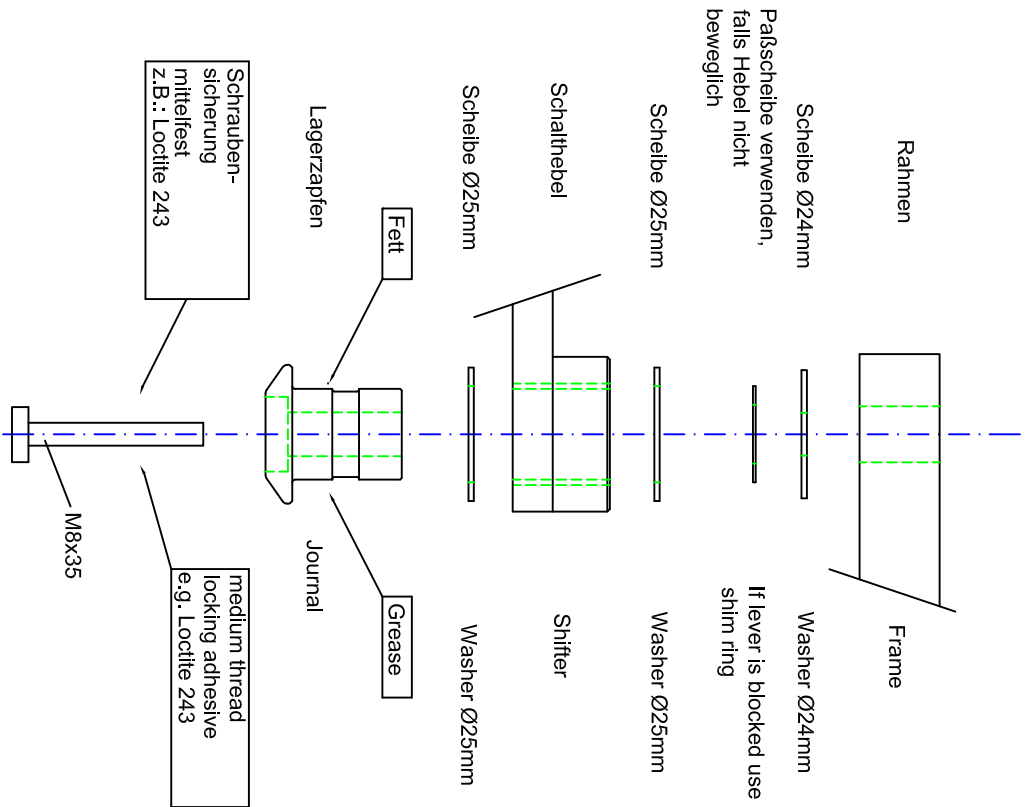 Rahmen
Frame
Scheibe Ø24mm
Washer Ø24mm
Paßscheibe verwenden,
falls Hebel nicht
beweglich
If lever is blocked use
shim ring
Scheibe Ø25mm
Washer Ø25mm
Schalthebel
Shifter
Scheibe Ø25mm
Washer Ø25mm
Fett
Grease
Lagerzapfen
Journal
Schrauben-
sicherung
mittelfest
z.B.: Loctite 243
medium thread
locking adhesive
e.g. Loctite 243
M8x35